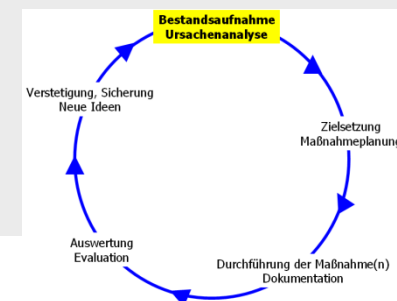 Bestandsaufnahme
Ursachenanalyse
Zielsetzung
Maßnahmeplanung
Durchführung der Maßnahme(n)
Dokumentation
Auswertung
Evaluation
Verstetigung, Sicherung
Neue Ideen